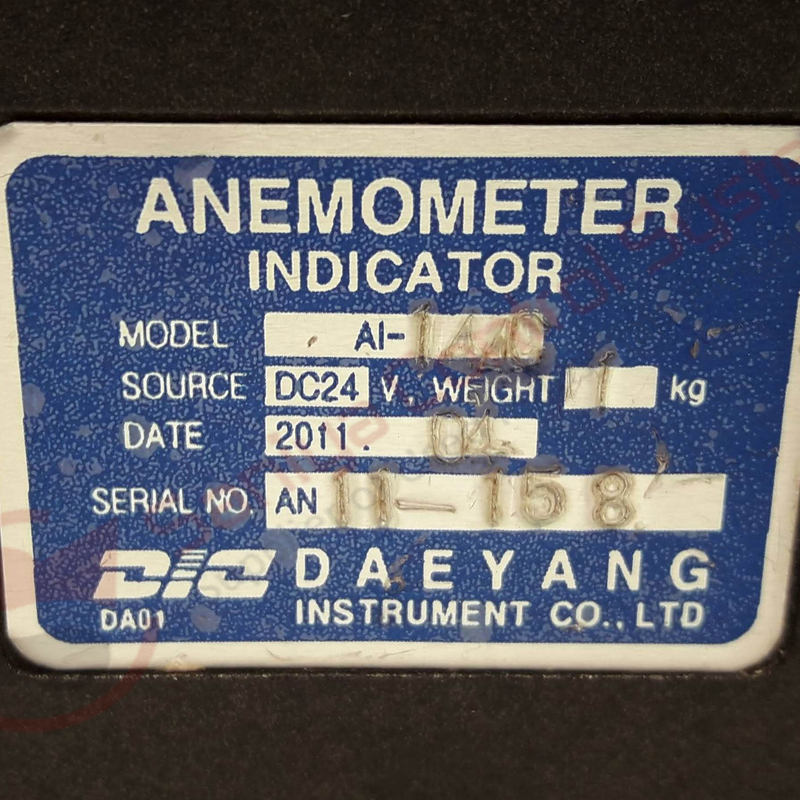 ANEMOMETER
INDICATOR
MODEL AI-1440
SOURCE DC24 V, WEIGHT 1 kg
DATE 2011. 04
SERIAL NO. AN 11-158
DIC DAEYANG
DA01 INSTRUMENT CO., LTD